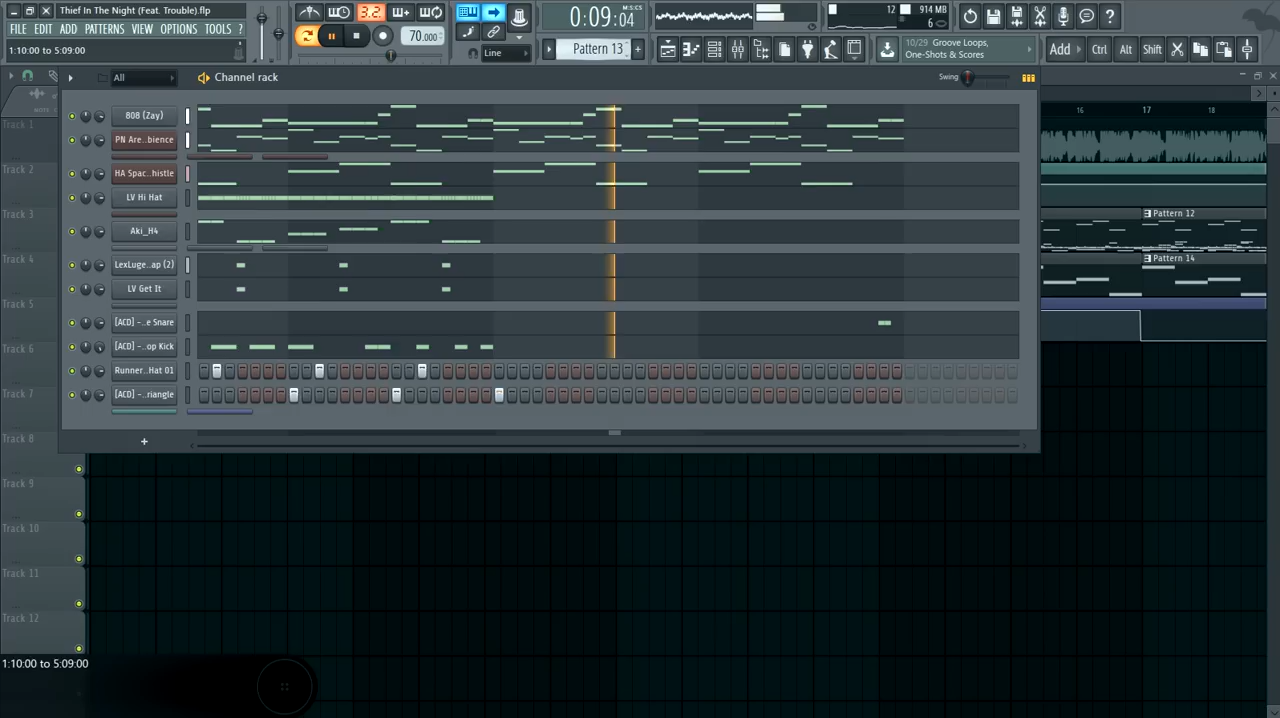 Thief In The Night (Feat. Trouble).flp
FILE EDIT ADD PATTERNS VIEW OPTIONS TOOLS ?
1:10:00 to 5:09:00
3.2
70.000
Line
0:09:04
M:S:CS
Pattern 13
12
914 MB
6
10/29 Groove Loops,
One-Shots & Scores
Add
Ctrl
Alt
Shift
All
Channel rack
Swing
808 (Zay)
PN Are..bience
HA Spac..histle
LV Hi Hat
Aki_H4
LexLuge..ap (2)
LV Get It
[ACD] -..e Snare
[ACD] -..op Kick
Runner..Hat 01
[ACD] -..riangle
+
16 17 18
Pattern 12
Pattern 14
Track 1
Track 2
Track 3
Track 4
Track 5
Track 6
Track 7
Track 8
Track 9
Track 10
Track 11
Track 12
1:10:00 to 5:09:00